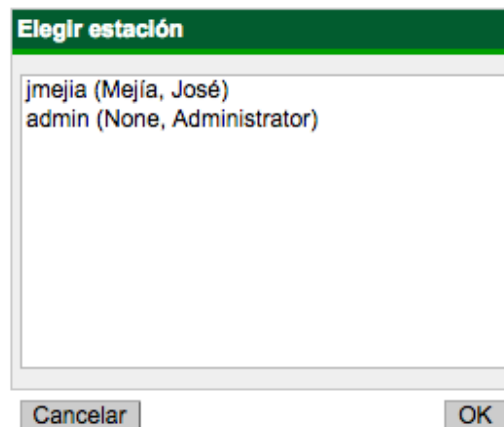 Elegir estación
jmejia (Mejía, José)
admin (None, Administrator)
Cancelar
OK